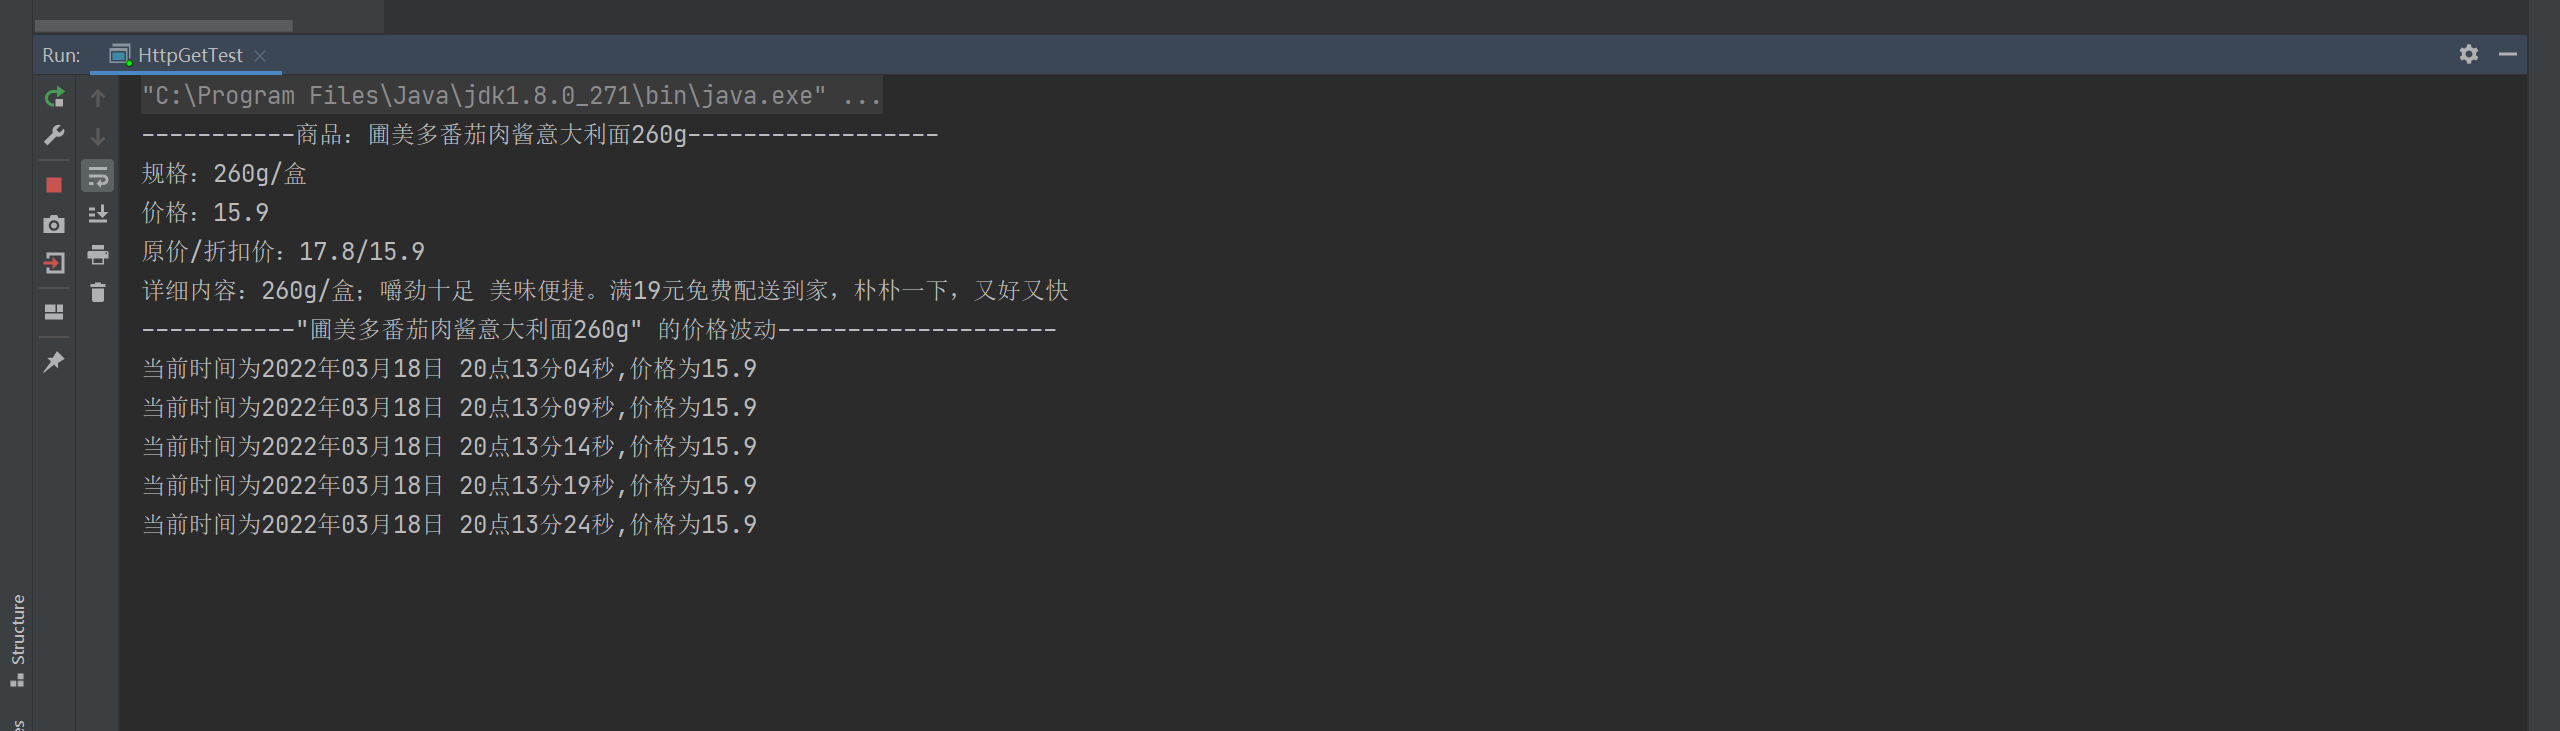 Run: HttpGetTest
"C:\Program Files\Java\jdk1.8.0_271\bin\java.exe" ...
-----------商品：圃美多番茄肉酱意大利面260g------------------
规格：260g/盒
价格：15.9
原价/折扣价：17.8/15.9
详细内容：260g/盒；嚼劲十足 美味便捷。满19元免费配送到家，朴朴一下，又好又快
-----------"圃美多番茄肉酱意大利面260g" 的价格波动--------------------
当前时间为2022年03月18日 20点13分04秒,价格为15.9
当前时间为2022年03月18日 20点13分09秒,价格为15.9
当前时间为2022年03月18日 20点13分14秒,价格为15.9
当前时间为2022年03月18日 20点13分19秒,价格为15.9
当前时间为2022年03月18日 20点13分24秒,价格为15.9
Structure